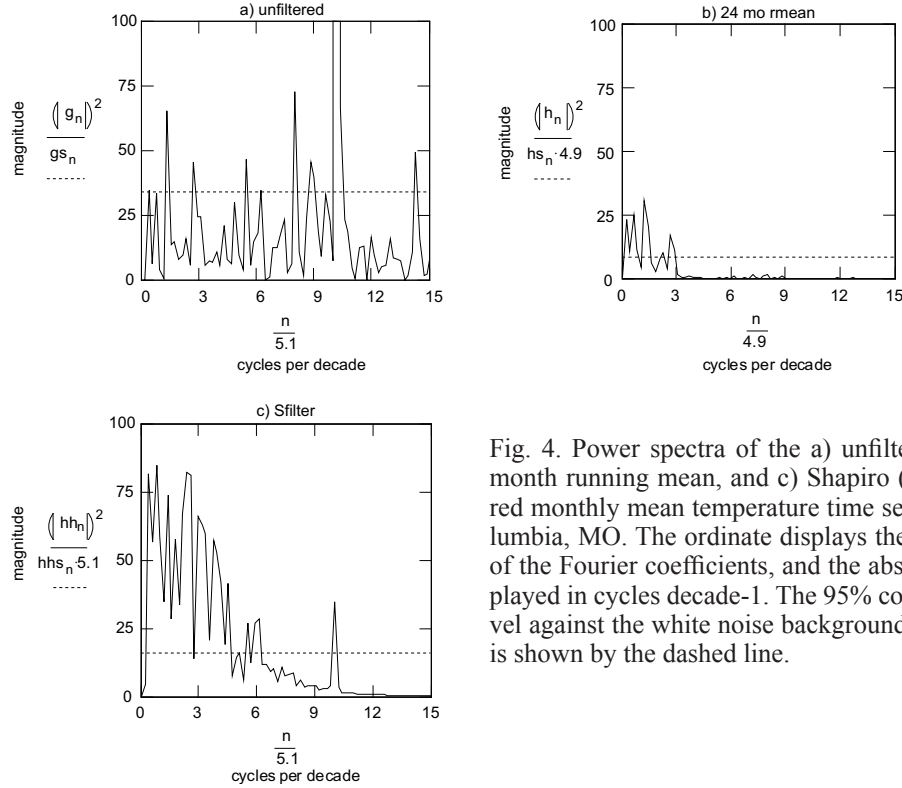 a) unfiltered
100
75
50
25
0
magnitude
(|g_n|)^2
gs_n
0 3 6 9 12 15
n
5.1
cycles per decade
b) 24 mo rmean
100
75
50
25
0
magnitude
(|h_n|)^2
hs_n·4.9
0 3 6 9 12 15
n
4.9
cycles per decade
c) Sfilter
100
75
50
25
0
magnitude
(|hh_n|)^2
hhs_n·5.1
0 3 6 9 12 15
n
5.1
cycles per decade
Fig. 4. Power spectra of the a) unfilte
month running mean, and c) Shapiro (
red monthly mean temperature time se
lumbia, MO. The ordinate displays the
of the Fourier coefficients, and the abs
played in cycles decade-1. The 95% co
vel against the white noise background
is shown by the dashed line.